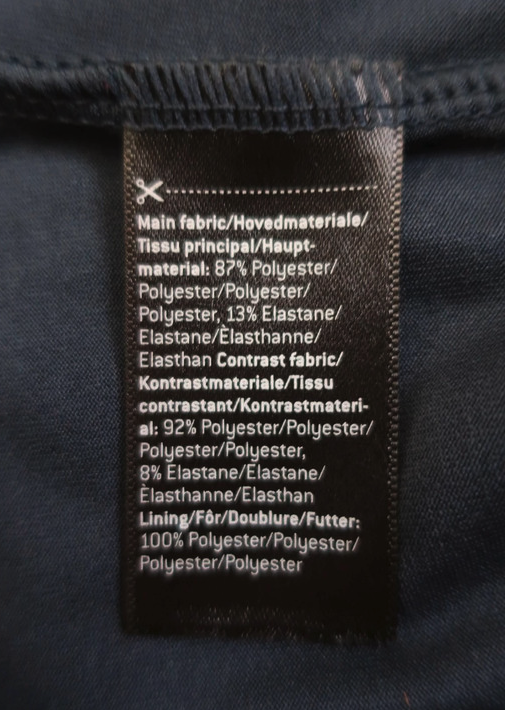 Main fabric/Hovedmateriale/
Tissu principal/Haupt-
material: 87% Polyester/
Polyester/Polyester/
Polyester, 13% Elastane/
Elastane/Èlasthanne/
Elasthan Contrast fabric/
Kontrastmateriale/Tissu
contrastant/Kontrastmateri-
al: 92% Polyester/Polyester/
Polyester/Polyester,
8% Elastane/Elastane/
Èlasthanne/Elasthan
Lining/Fôr/Doublure/Futter:
100% Polyester/Polyester/
Polyester/Polyester